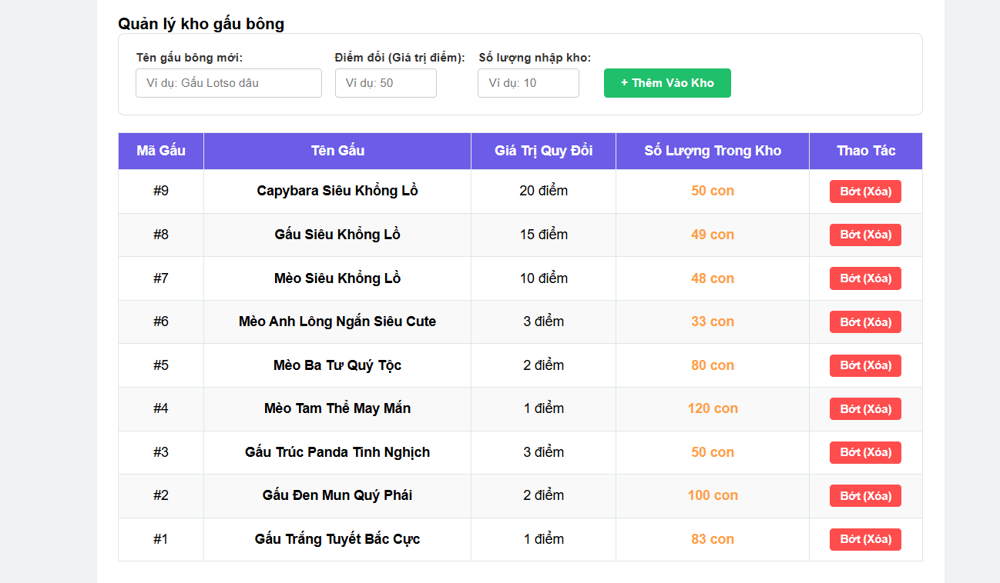 Quản lý kho gấu bông
Tên gấu bông mới: Điểm đổi (Giá trị điểm): Số lượng nhập kho:
Ví dụ: Gấu Lotso dâu Ví dụ: 50 Ví dụ: 10 + Thêm Vào Kho
Mã Gấu Tên Gấu Giá Trị Quy Đổi Số Lượng Trong Kho Thao Tác
#9 Capybara Siêu Khổng Lồ 20 điểm 50 con Bớt (Xóa)
#8 Gấu Siêu Khổng Lồ 15 điểm 49 con Bớt (Xóa)
#7 Mèo Siêu Khổng Lồ 10 điểm 48 con Bớt (Xóa)
#6 Mèo Anh Lông Ngắn Siêu Cute 3 điểm 33 con Bớt (Xóa)
#5 Mèo Ba Tư Quý Tộc 2 điểm 80 con Bớt (Xóa)
#4 Mèo Tam Thể May Mắn 1 điểm 120 con Bớt (Xóa)
#3 Gấu Trúc Panda Tinh Nghịch 3 điểm 50 con Bớt (Xóa)
#2 Gấu Đen Mun Quý Phái 2 điểm 100 con Bớt (Xóa)
#1 Gấu Trắng Tuyết Bắc Cực 1 điểm 83 con Bớt (Xóa)